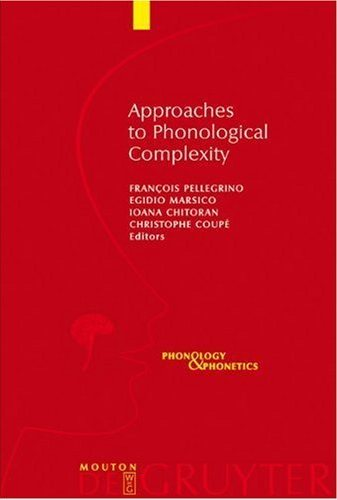 Approaches
to Phonological
Complexity
FRANÇOIS PELLEGRINO
EGIDIO MARSICO
IOANA CHITORAN
CHRISTOPHE COUPÉ
Editors
PHONOLOGY
&PHONETICS
MOUTON
DE GRUYTER